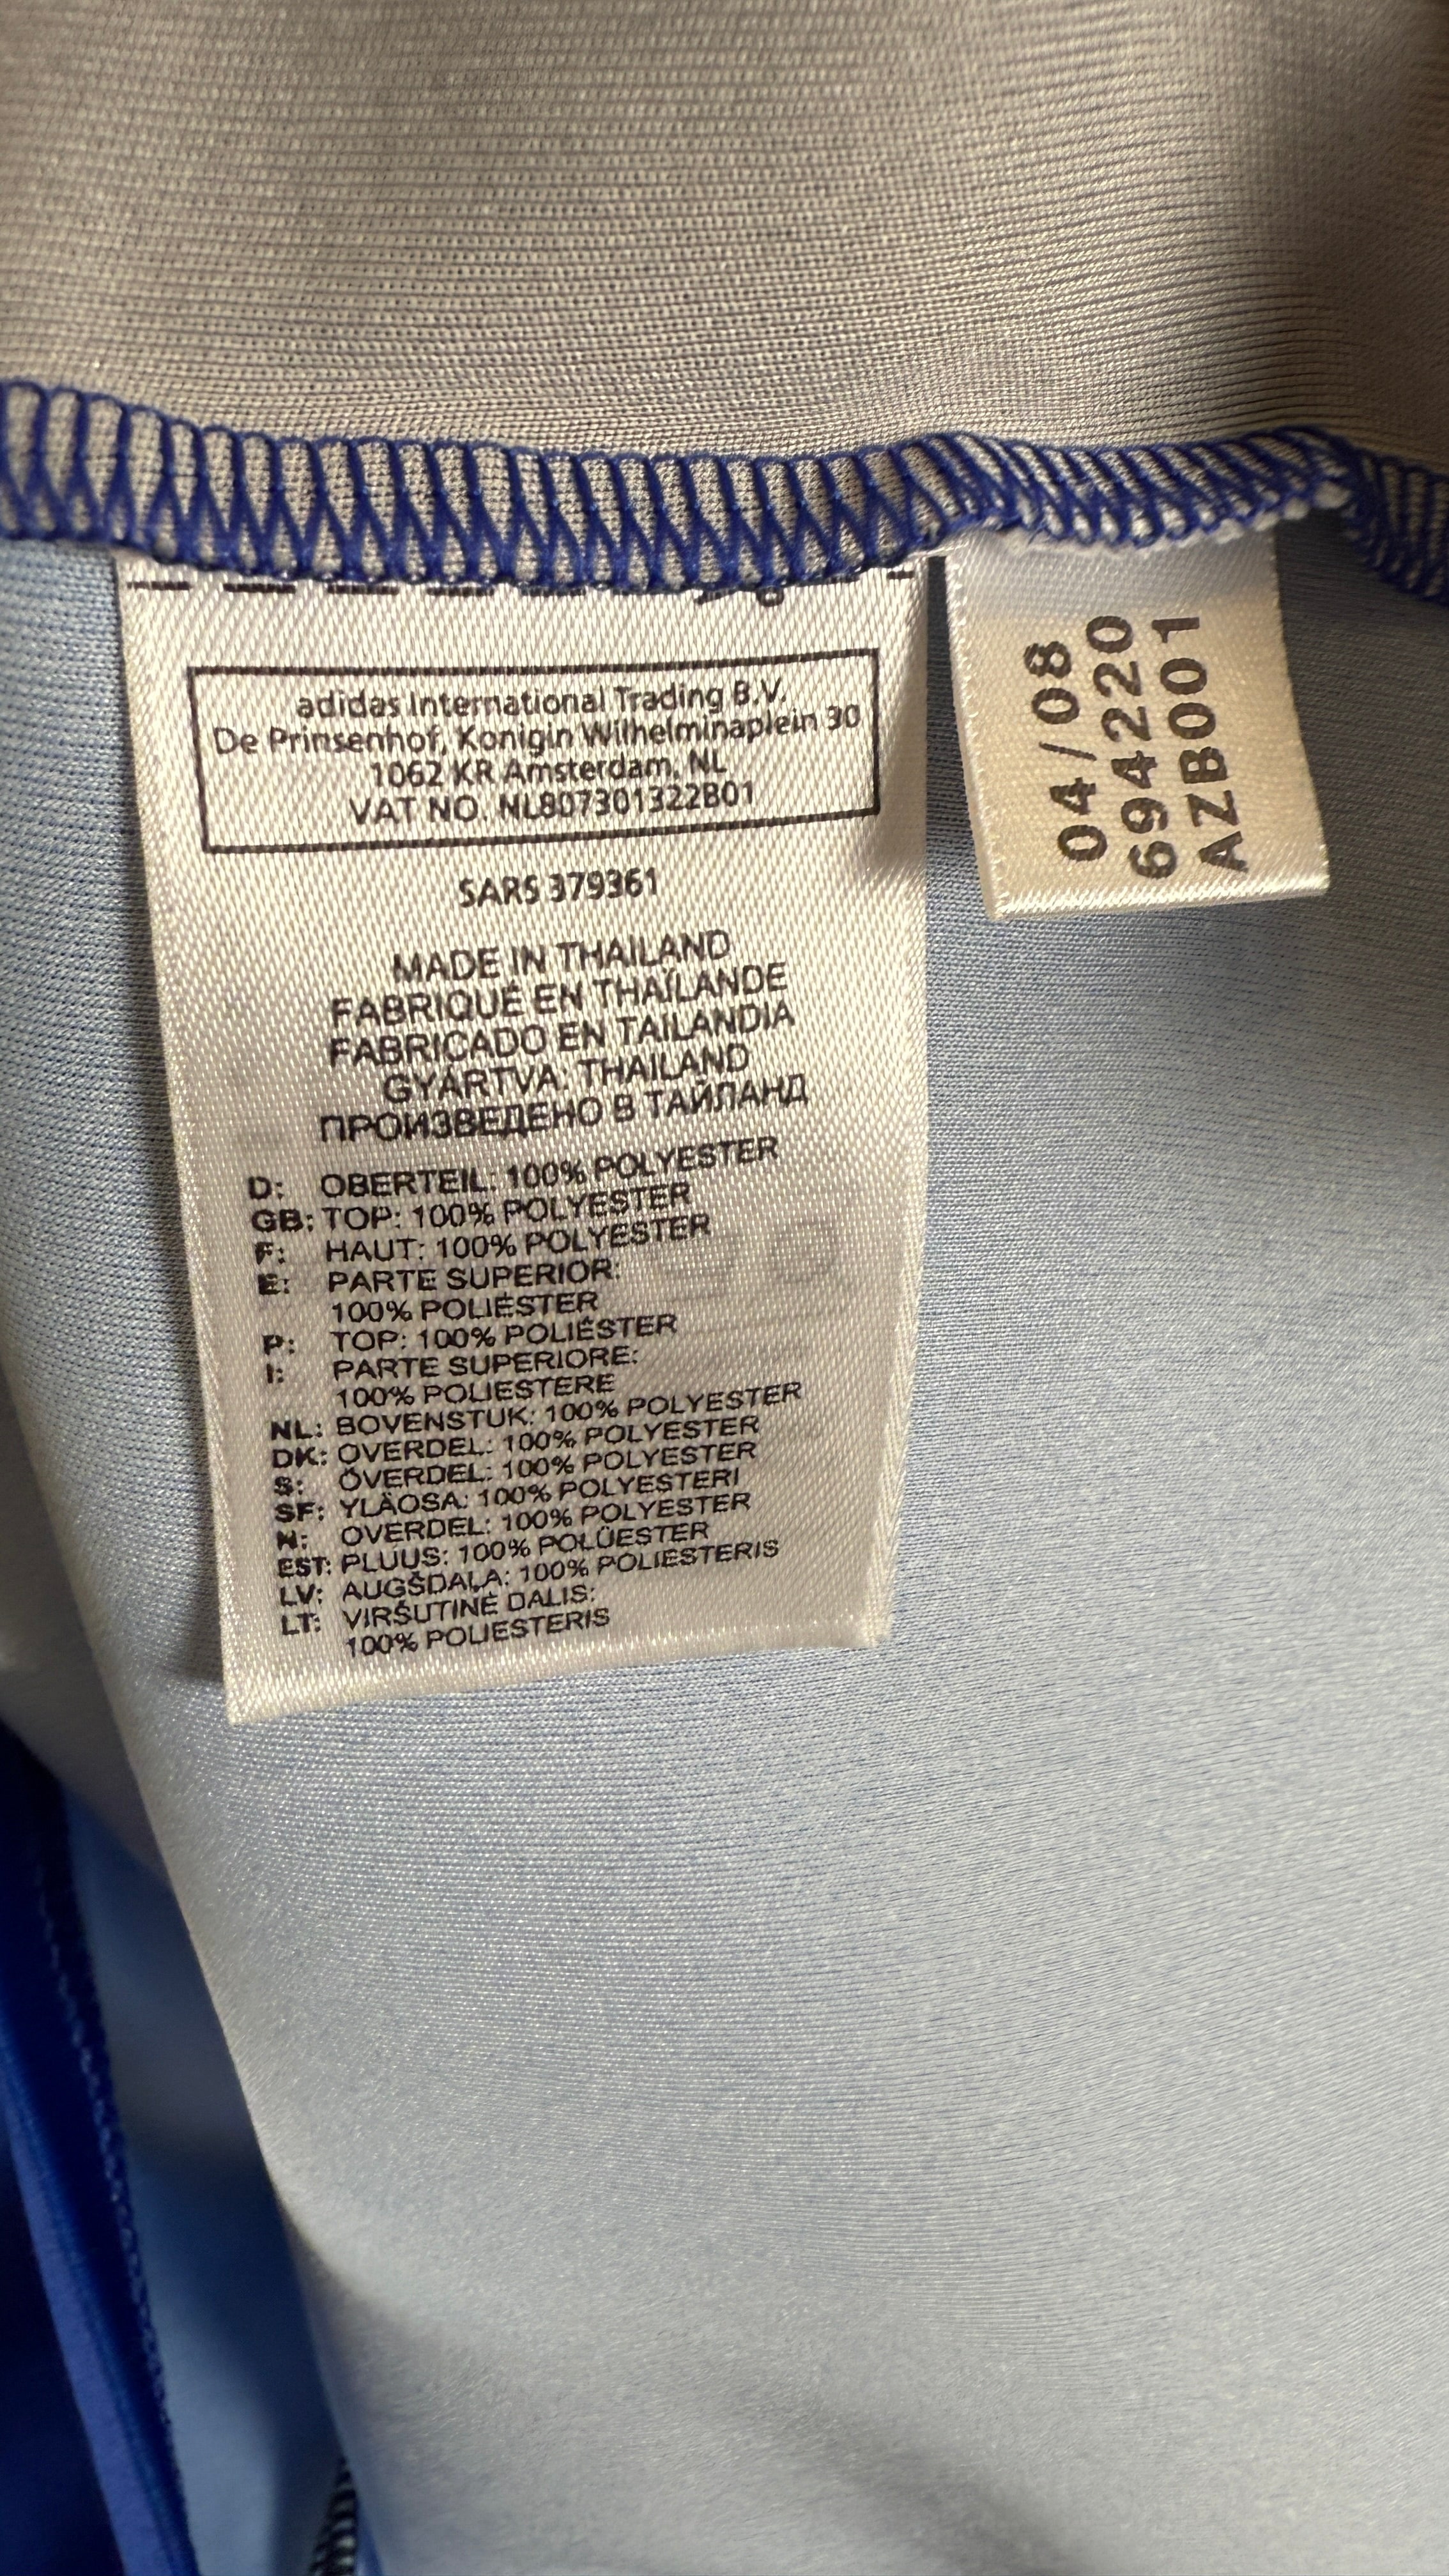 adidas International Trading B.V.
De Prinsenhof, Konigin Wilhelminaplein 30
1062 KR Amsterdam, NL
VAT NO. NL807301322B01
SARS 379361
MADE IN THAILAND
FABRIQUÉ EN THAÏLANDE
FABRICADO EN TAILANDIA
GYÁRTVA: THAILAND
ПРОИЗВЕДЕНО В ТАЙЛАНД
D: OBERTEIL: 100% POLYESTER
GB: TOP: 100% POLYESTER
F: HAUT: 100% POLYESTER
E: PARTE SUPERIOR:
100% POLIÉSTER
P: TOP: 100% POLIÉSTER
I: PARTE SUPERIORE:
100% POLIESTERE
NL: BOVENSTUK: 100% POLYESTER
DK: OVERDEL: 100% POLYESTER
S: ÖVERDEL: 100% POLYESTER
SF: YLÄOSA: 100% POLYESTERI
N: OVERDEL: 100% POLYESTER
EST: PLUUS: 100% POLÜESTER
LV: AUGŠDAĻA: 100% POLIESTERIS
LT: VIRŠUTINĖ DALIS:
100% POLIESTERIS
04/08
694220
AZB001